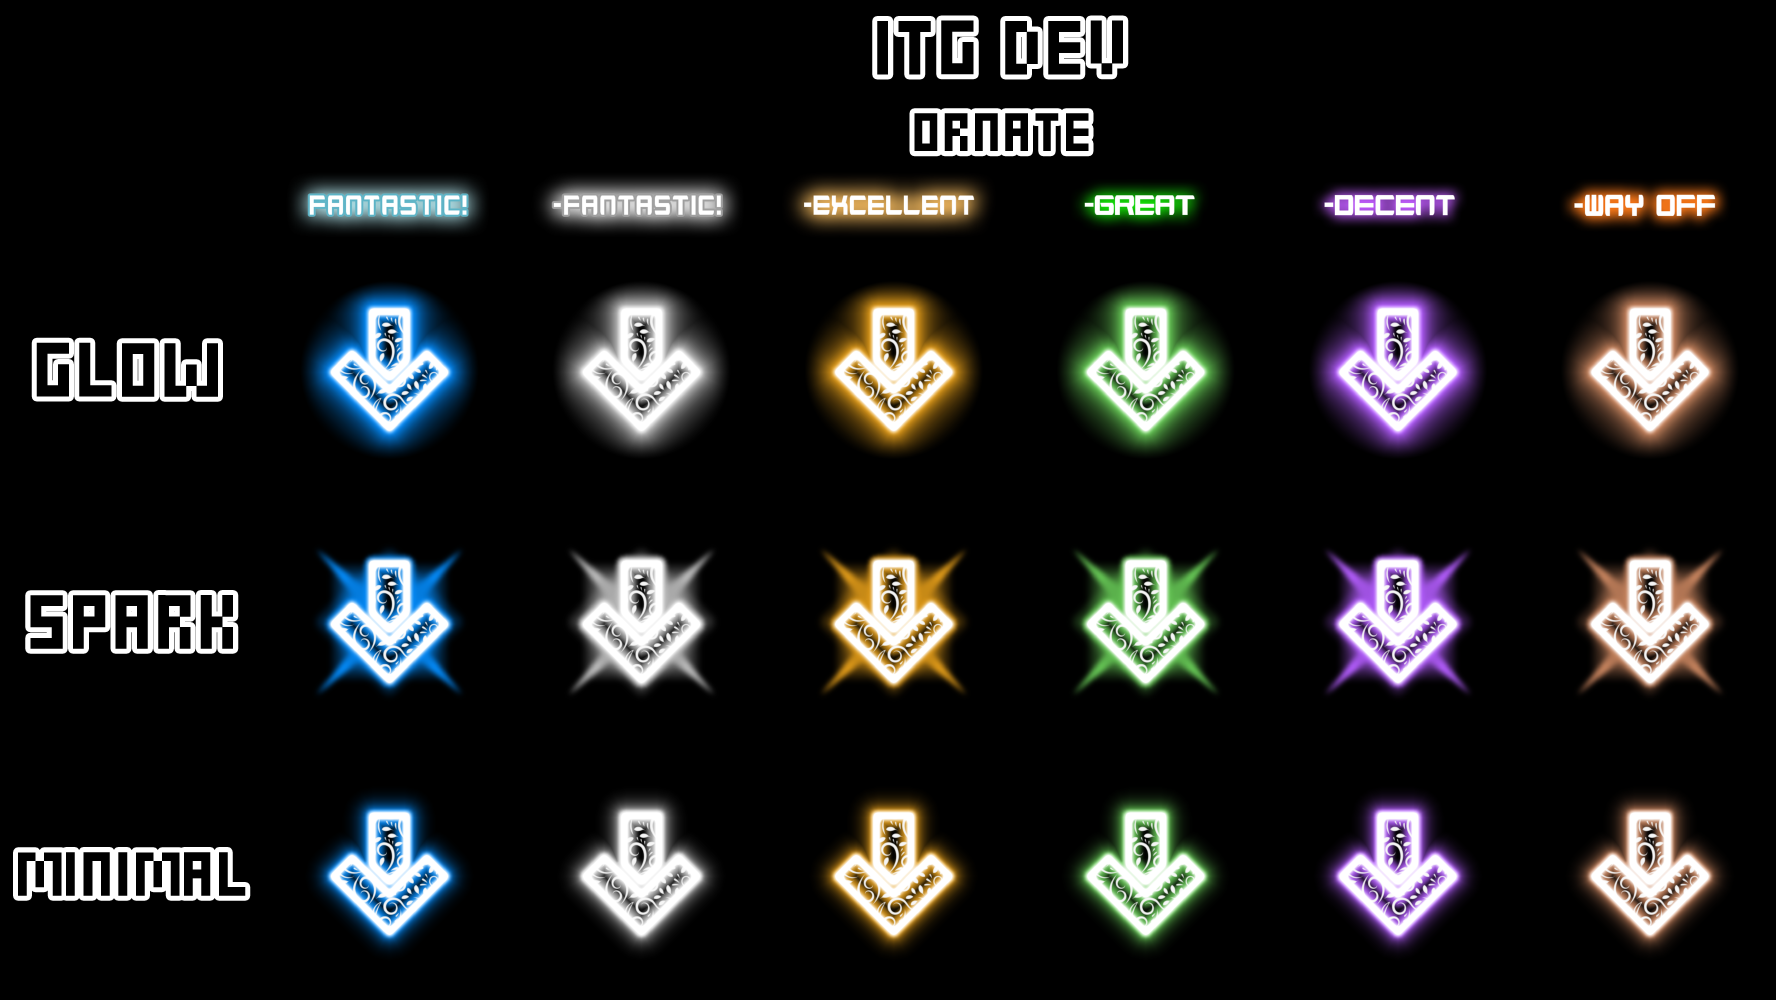 ITG DEV
ORNATE
FANTASTIC! -FANTASTIC! -EXCELLENT -GREAT -DECENT -WAY OFF
GLOW
SPARK
MINIMAL